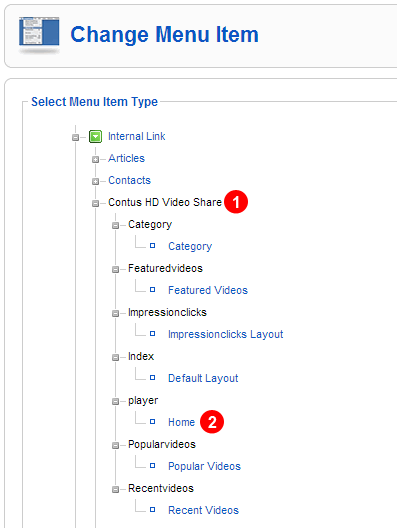 Change Menu Item
Select Menu Item Type
Internal Link
Articles
Contacts
Contus HD Video Share 1
Category
Category
Featuredvideos
Featured Videos
Impressionclicks
Impressionclicks Layout
Index
Default Layout
player
Home 2
Popularvideos
Popular Videos
Recentvideos
Recent Videos